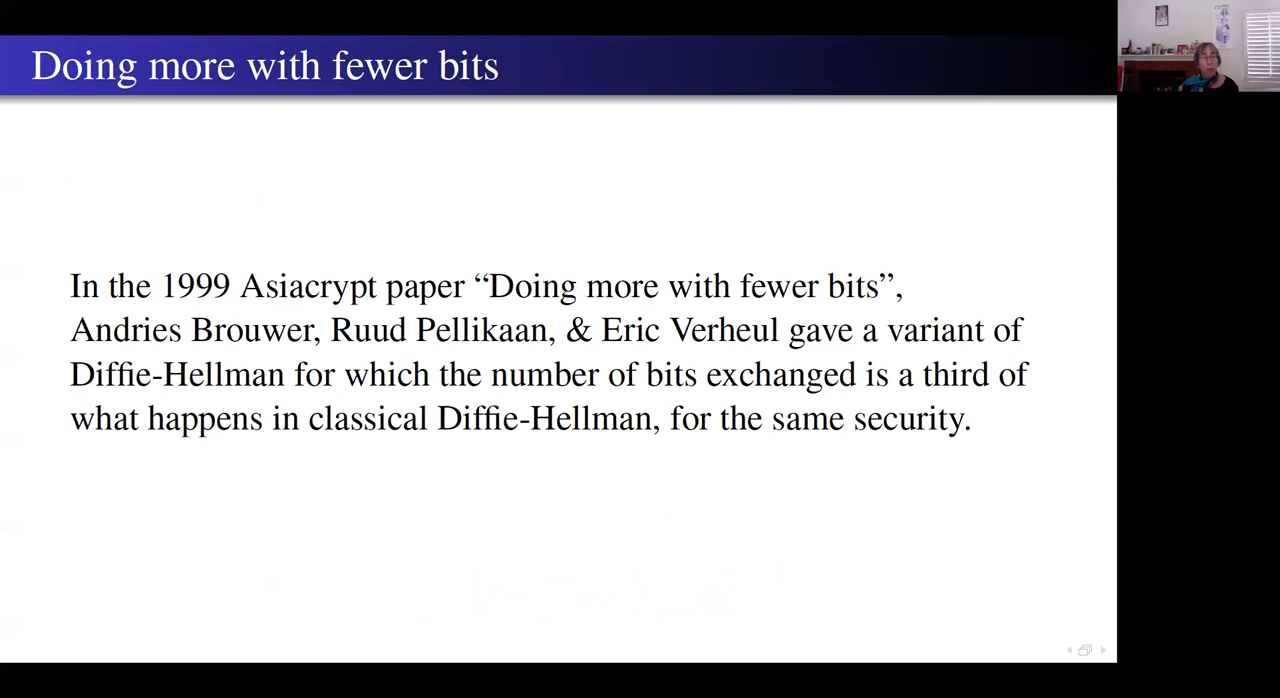 Doing more with fewer bits
In the 1999 Asiacrypt paper “Doing more with fewer bits”,
Andries Brouwer, Ruud Pellikaan, & Eric Verheul gave a variant of
Diffie-Hellman for which the number of bits exchanged is a third of
what happens in classical Diffie-Hellman, for the same security.